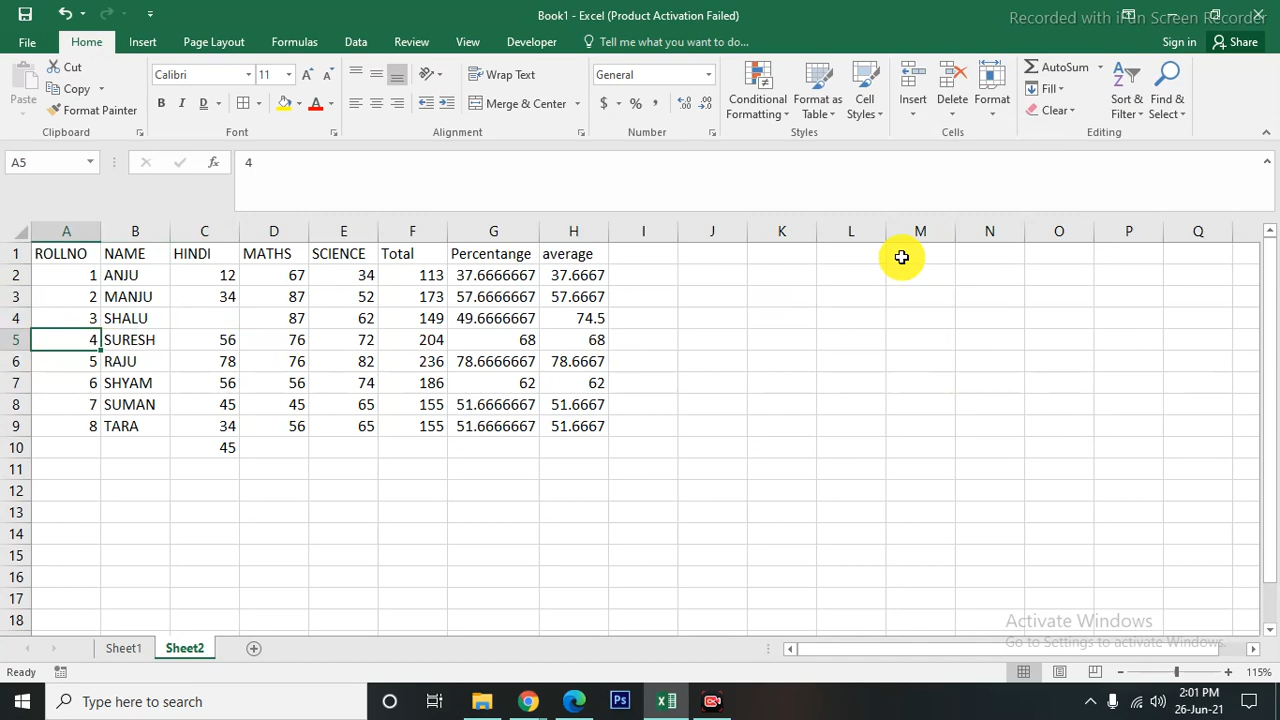 Book1 - Excel (Product Activation Failed)
Recorded with iFun Screen Recorder
File Home Insert Page Layout Formulas Data Review View Developer Tell me what you want to do... Sign in Share
Paste Cut Copy Format Painter Clipboard
Calibri 11 B I D Font
Wrap Text Merge & Center Alignment
General $ % , Number
Conditional Formatting Format as Table Cell Styles Styles
Insert Delete Format Cells
AutoSum Fill Clear Sort & Filter Find & Select Editing
A5 fx 4
A B C D E F G H I J K L M N O P Q
1 ROLLNO NAME HINDI MATHS SCIENCE Total Percentange average
2 1 ANJU 12 67 34 113 37.6666667 37.6667
3 2 MANJU 34 87 52 173 57.6666667 57.6667
4 3 SHALU 87 62 149 49.6666667 74.5
5 4 SURESH 56 76 72 204 68 68
6 5 RAJU 78 76 82 236 78.6666667 78.6667
7 6 SHYAM 56 56 74 186 62 62
8 7 SUMAN 45 45 65 155 51.6666667 51.6667
9 8 TARA 34 56 65 155 51.6666667 51.6667
10 45
11
12
13
14
15
16
17
18
Activate Windows
Go to Settings to activate Windows.
Sheet1 Sheet2
Ready 115%
Type here to search
Ps
2:01 PM
26-Jun-21